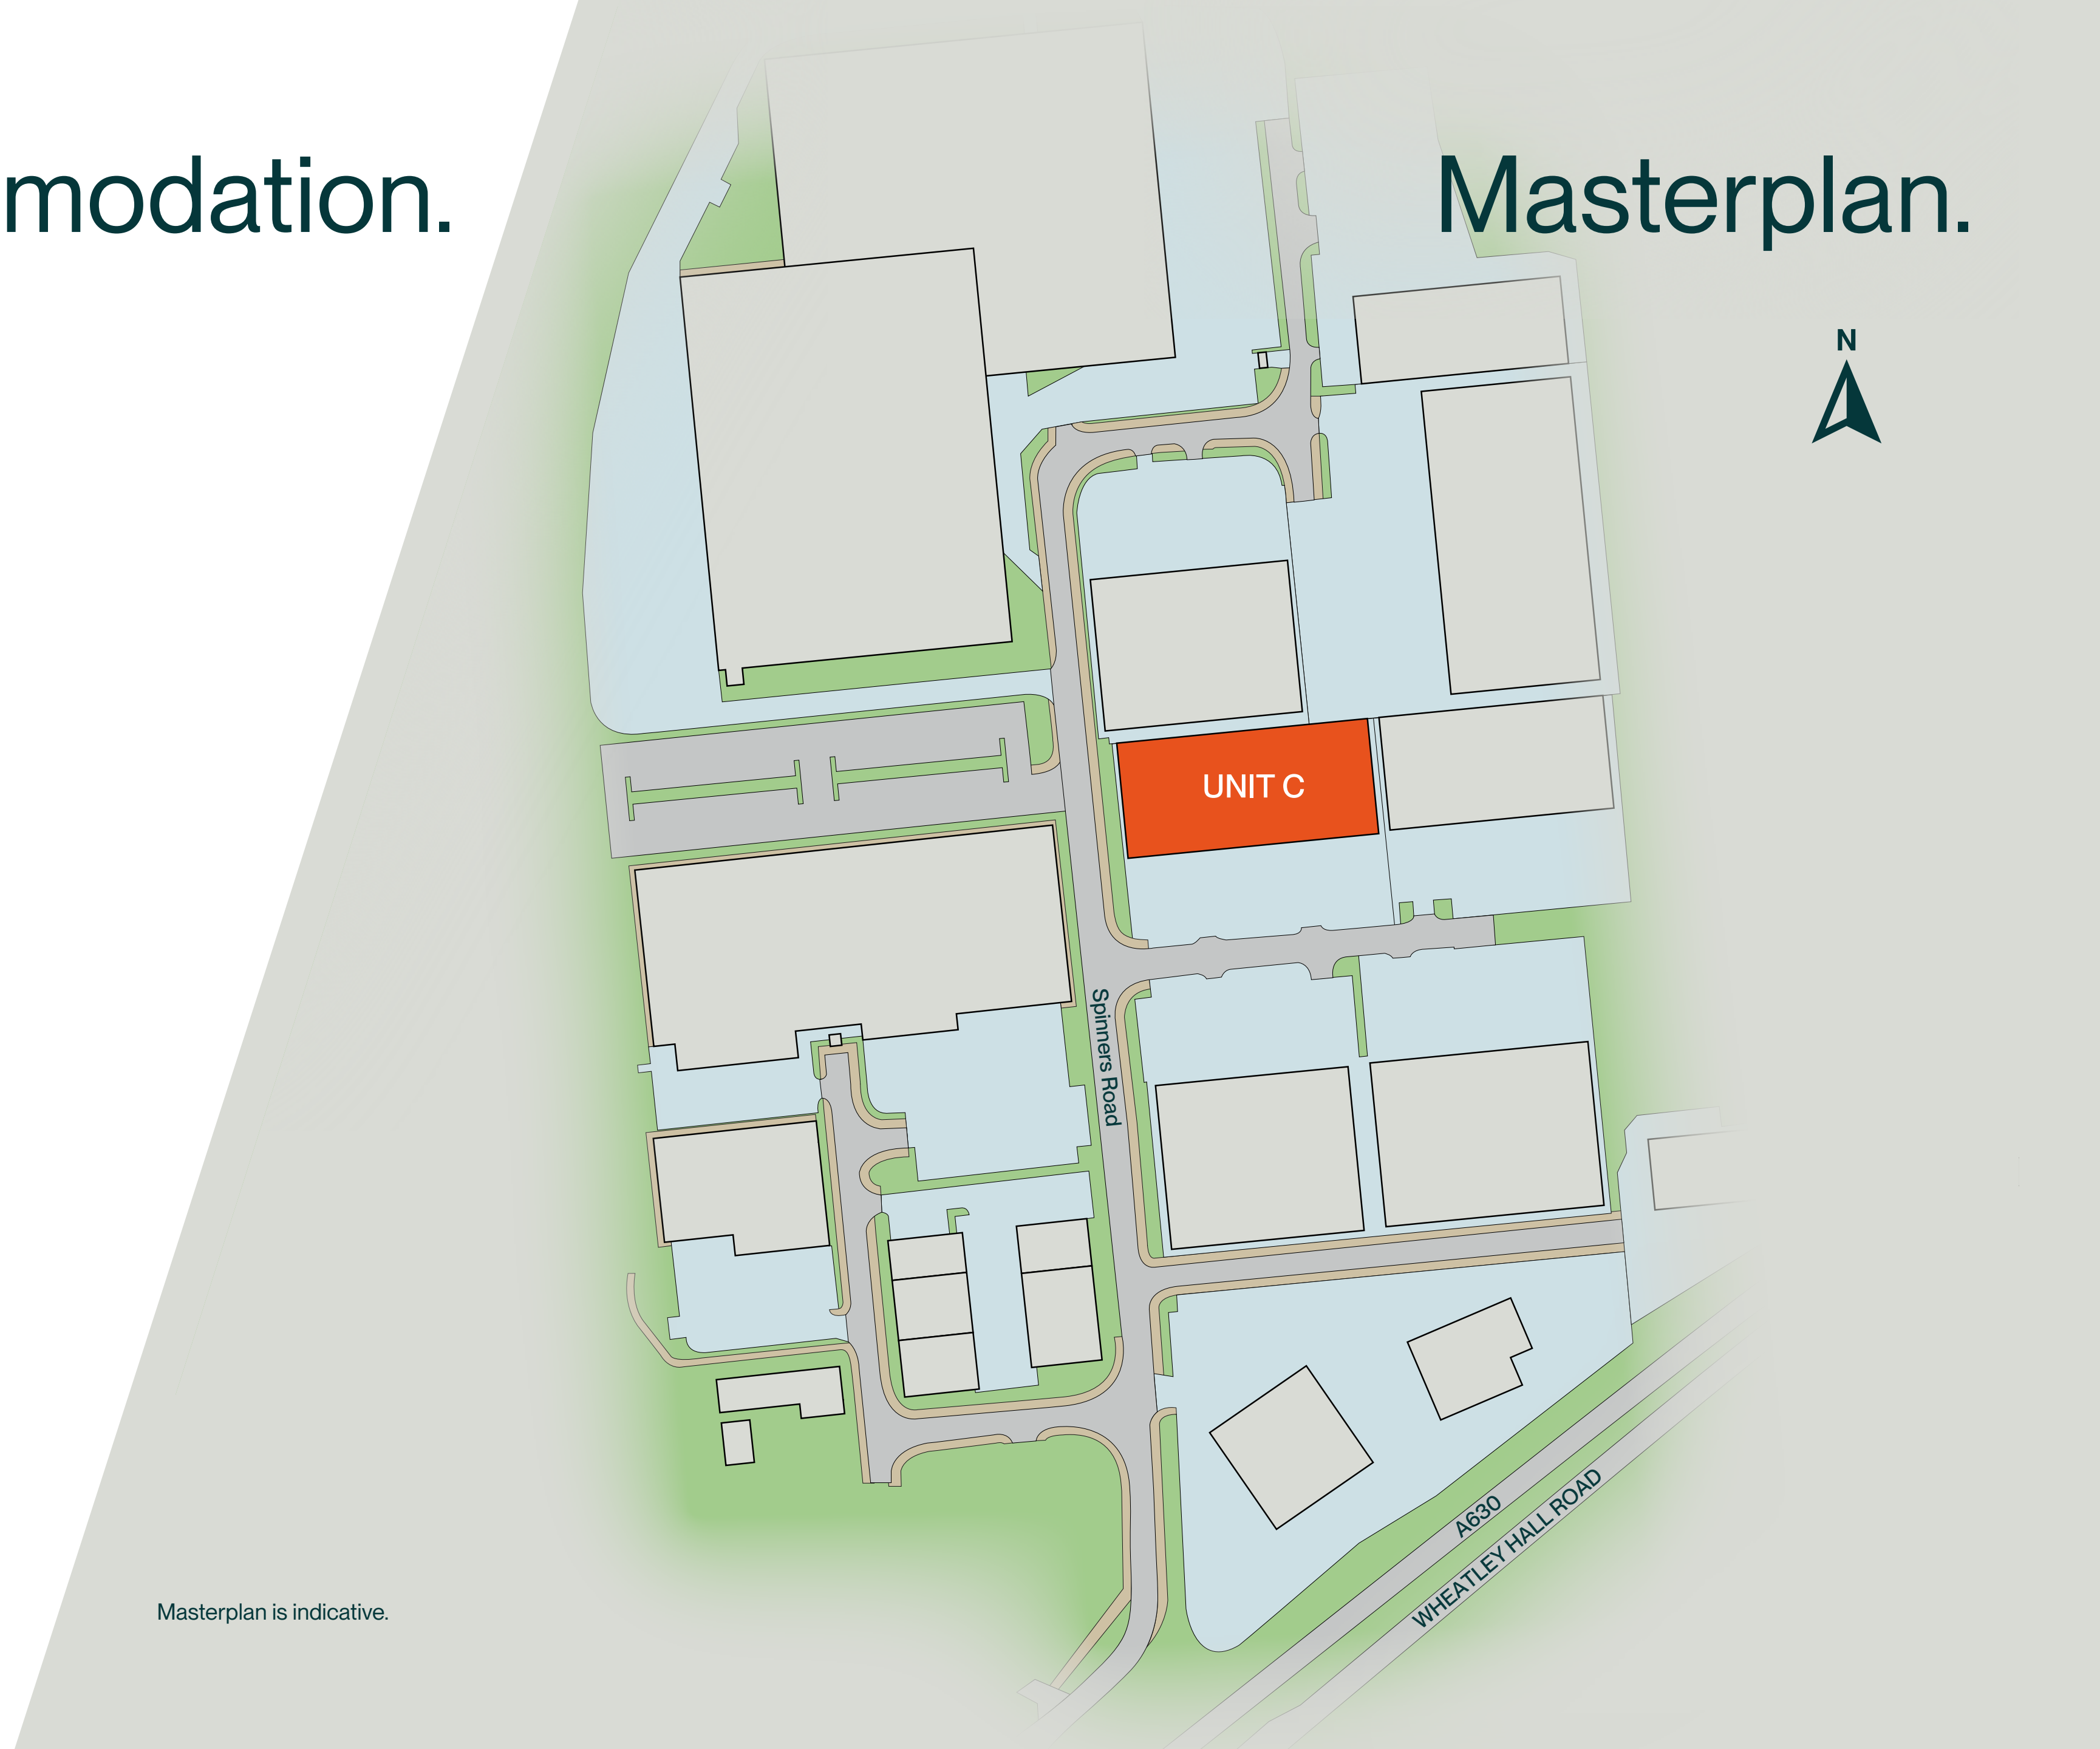 modation.
Masterplan.
N
UNIT C
Spinners Road
A630
WHEATLEY HALL ROAD
Masterplan is indicative.